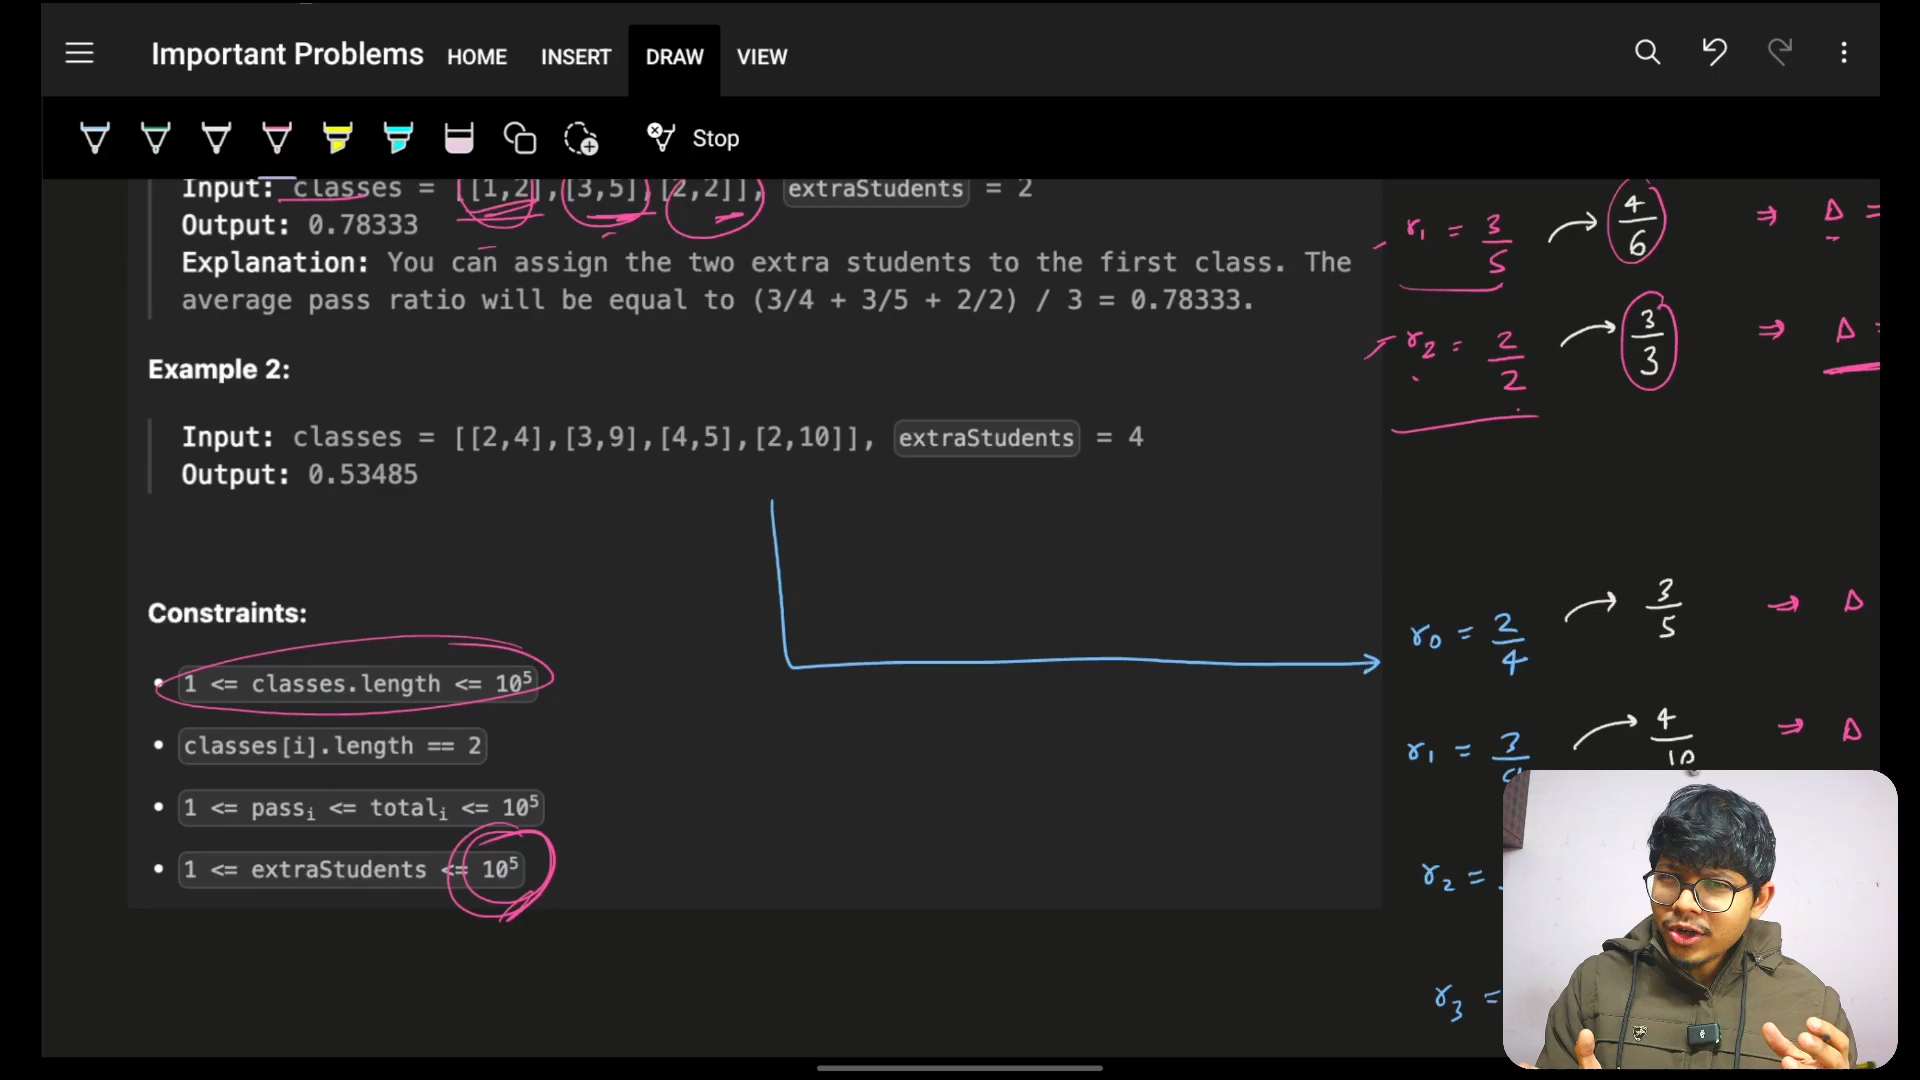 Important Problems HOME INSERT DRAW VIEW
Stop
Input: classes = [[1,2],[3,5],[2,2]], extraStudents = 2
Output: 0.78333
Explanation: You can assign the two extra students to the first class. The
average pass ratio will be equal to (3/4 + 3/5 + 2/2) / 3 = 0.78333.
Example 2:
Input: classes = [[2,4],[3,9],[4,5],[2,10]], extraStudents = 4
Output: 0.53485
Constraints:
• 1 <= classes.length <= 10⁵
• classes[i].length == 2
• 1 <= passᵢ <= totalᵢ <= 10⁵
• 1 <= extraStudents <= 10⁵
r₁ = 3/5 → 4/6 ⇒ Δ =
r₂ = 2/2 → 3/3 ⇒ Δ
r₀ = 2/4 → 3/5 ⇒ Δ
r₁ = 3/9 → 4/10 ⇒ Δ
r₂ =
r₃ =